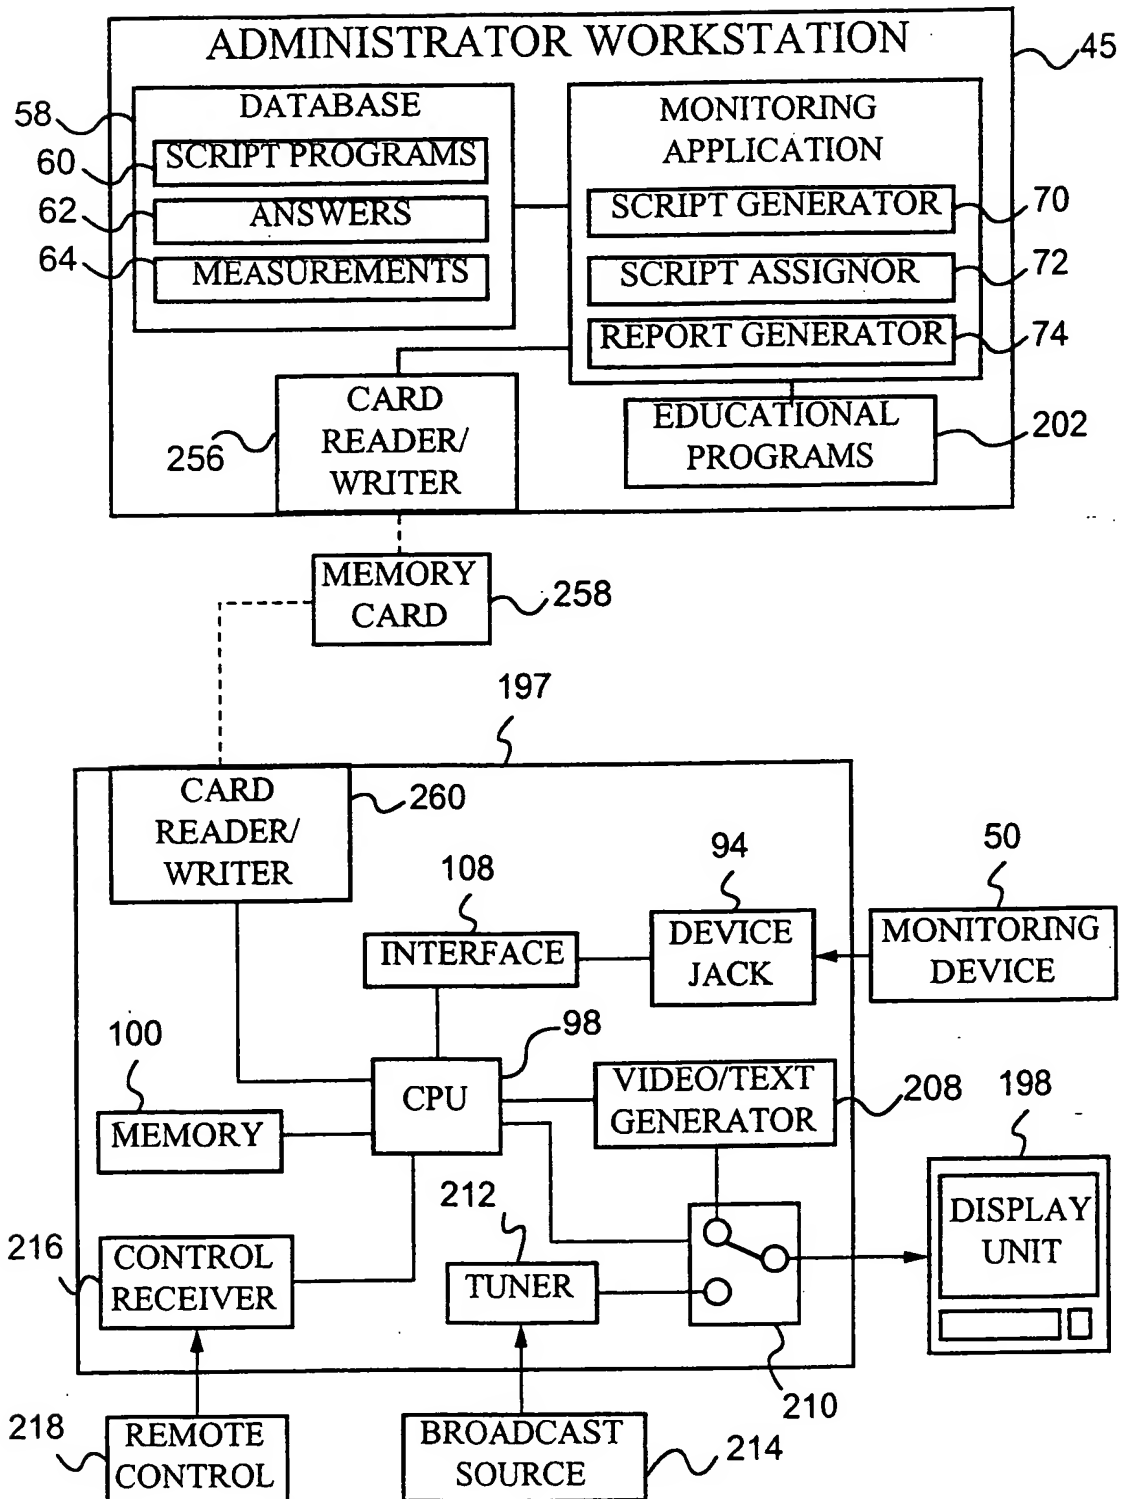 ADMINISTRATOR WORKSTATION
45
58
DATABASE
60
SCRIPT PROGRAMS
62
ANSWERS
64
MEASUREMENTS
MONITORING
APPLICATION
SCRIPT GENERATOR
70
SCRIPT ASSIGNOR
72
REPORT GENERATOR
74
CARD
READER/
WRITER
256
EDUCATIONAL
PROGRAMS
202
MEMORY
CARD
258
197
CARD
READER/
WRITER
260
108
INTERFACE
94
DEVICE
JACK
50
MONITORING
DEVICE
100
MEMORY
98
CPU
VIDEO/TEXT
GENERATOR
208
198
DISPLAY
UNIT
212
TUNER
216
CONTROL
RECEIVER
210
218
REMOTE
CONTROL
BROADCAST
SOURCE
214